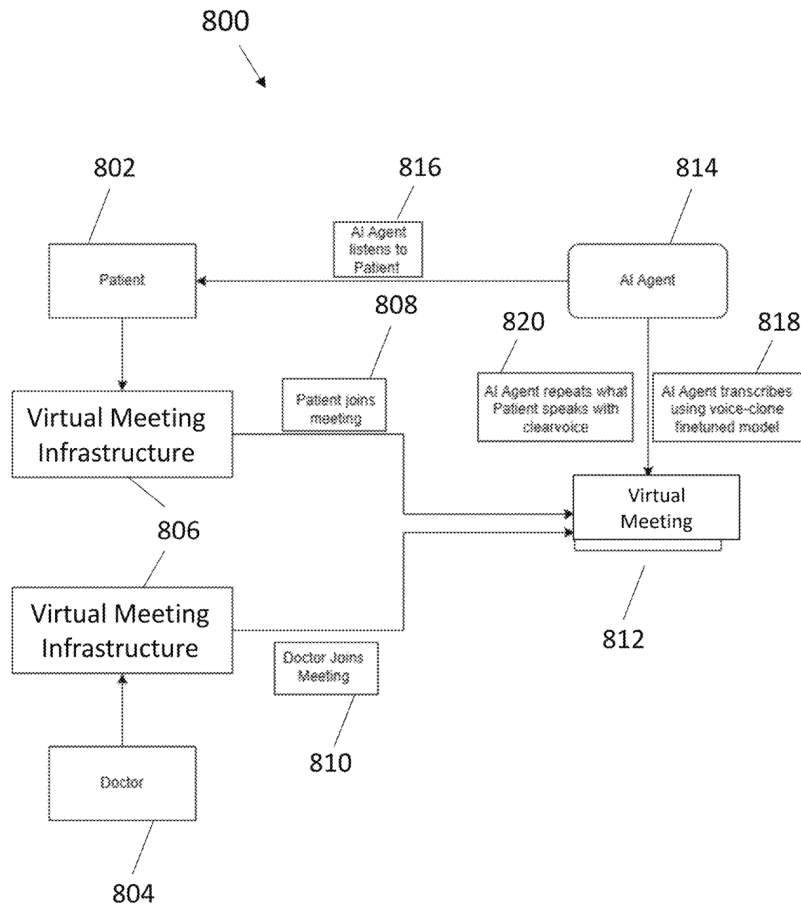 800
802
816
814
AI Agent
listens to
Patient
Patient
AI Agent
808
820
818
Patient joins
meeting
AI Agent repeats what
Patient speaks with
clearvoice
AI Agent transcribes
using voice-clone
finetuned model
Virtual Meeting
Infrastructure
Virtual
Meeting
806
Virtual Meeting
Infrastructure
812
Doctor Joins
Meeting
810
Doctor
804